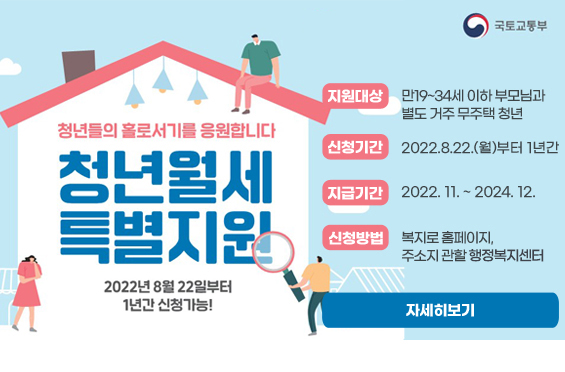 국토교통부
청년들의 홀로서기를 응원합니다
청년월세
특별지원
2022년 8월 22일부터
1년간 신청가능!
지원대상
만19~34세 이하 부모님과
별도 거주 무주택 청년
신청기간
2022.8.22.(월)부터 1년간
지급기간
2022. 11. ~ 2024. 12.
신청방법
복지로 홈페이지,
주소지 관할 행정복지센터
자세히보기